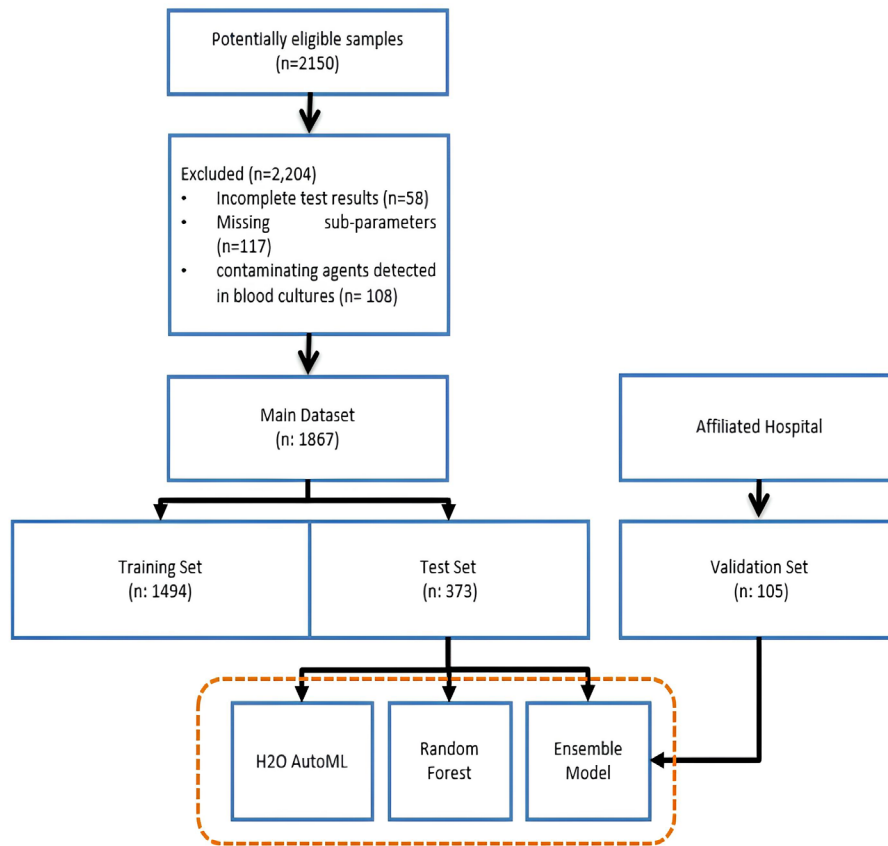 Potentially eligible samples
(n=2150)
Excluded (n=2,204)
• Incomplete test results (n=58)
• Missing sub-parameters
(n=117)
• contaminating agents detected
in blood cultures (n= 108)
Main Dataset
(n: 1867)
Affiliated Hospital
Training Set
(n: 1494)
Test Set
(n: 373)
Validation Set
(n: 105)
H2O AutoML
Random
Forest
Ensemble
Model